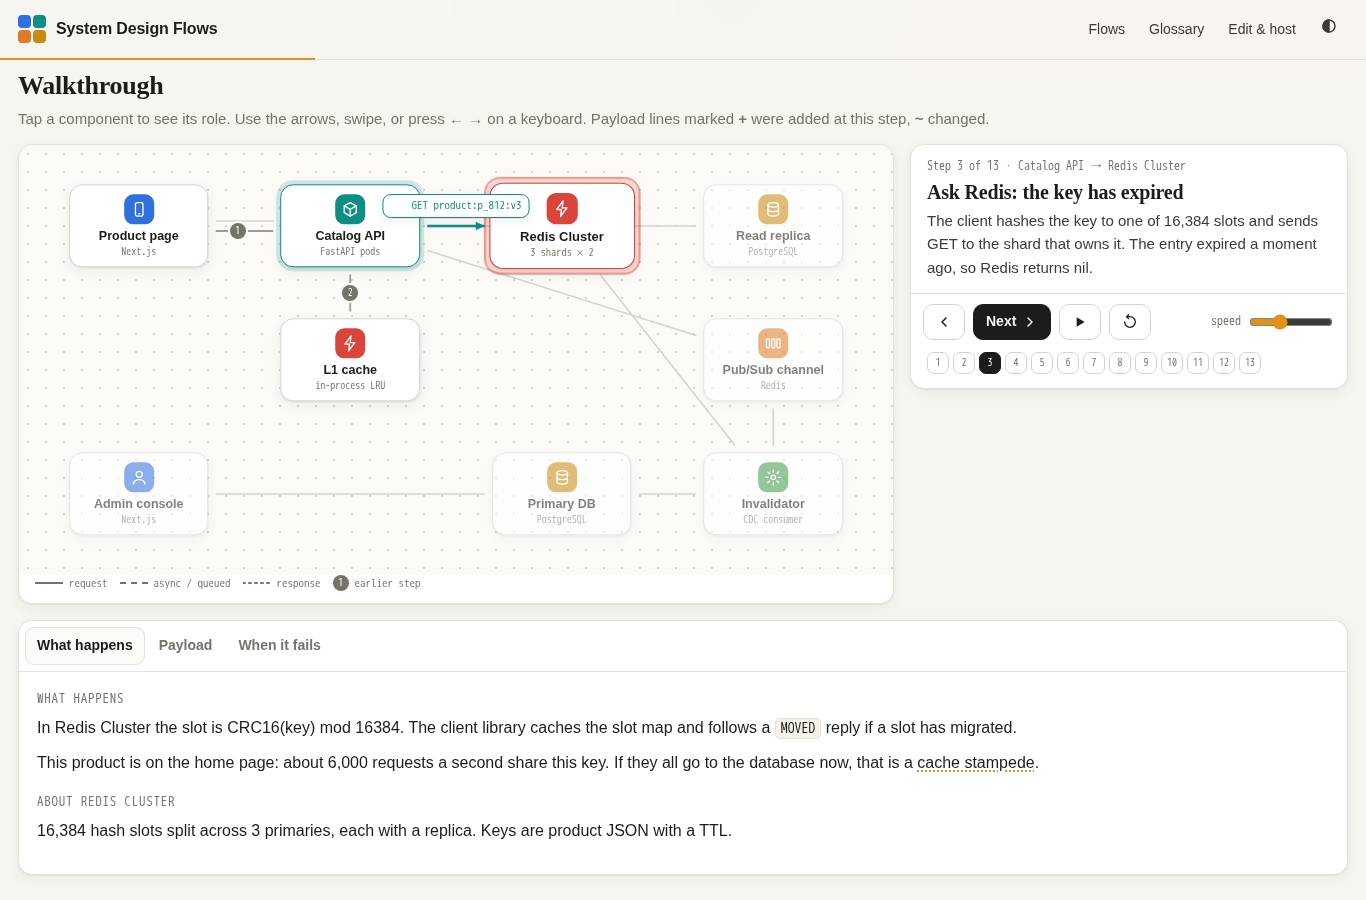 System Design Flows
Flows
Glossary
Edit & host
Walkthrough
Tap a component to see its role. Use the arrows, swipe, or press ← → on a keyboard. Payload lines marked + were added at this step, ~ changed.
Product page
Next.js
1
Catalog API
FastAPI pods
GET product:p_812:v3
Redis Cluster
3 shards × 2
Read replica
PostgreSQL
2
L1 cache
in-process LRU
Pub/Sub channel
Redis
Admin console
Next.js
Primary DB
PostgreSQL
Invalidator
CDC consumer
request
async / queued
response
1 earlier step
Step 3 of 13 · Catalog API → Redis Cluster
Ask Redis: the key has expired
The client hashes the key to one of 16,384 slots and sends
GET to the shard that owns it. The entry expired a moment
ago, so Redis returns nil.
Next
speed
1 2 3 4 5 6 7 8 9 10 11 12 13
What happens
Payload
When it fails
WHAT HAPPENS
In Redis Cluster the slot is CRC16(key) mod 16384. The client library caches the slot map and follows a MOVED reply if a slot has migrated.
This product is on the home page: about 6,000 requests a second share this key. If they all go to the database now, that is a cache stampede.
ABOUT REDIS CLUSTER
16,384 hash slots split across 3 primaries, each with a replica. Keys are product JSON with a TTL.